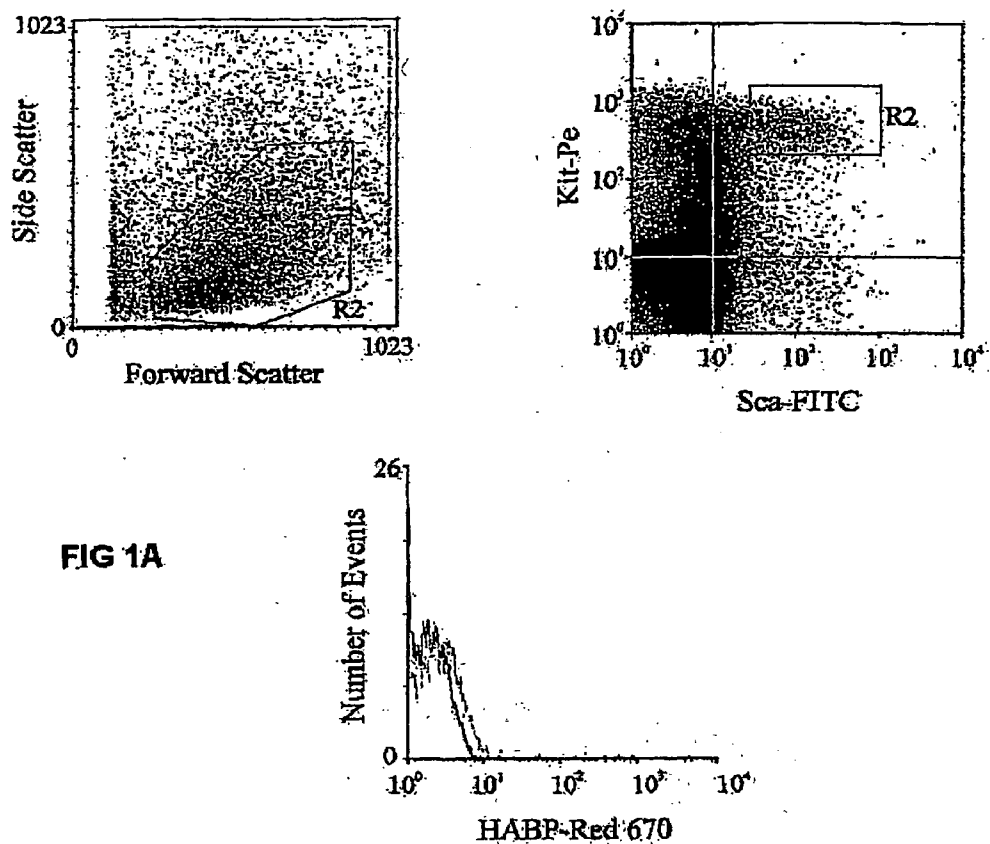 1023
Side Scatter
R2
0
0
1023
Forward Scatter
10⁴
10³
R2
Kit-Pe
10²
10¹
10⁰
10⁰
10¹
10²
10³
10⁴
Sca-FITC
FIG 1A
26
Number of Events
0
10⁰
10¹
10²
10³
10⁴
HABP-Red 670